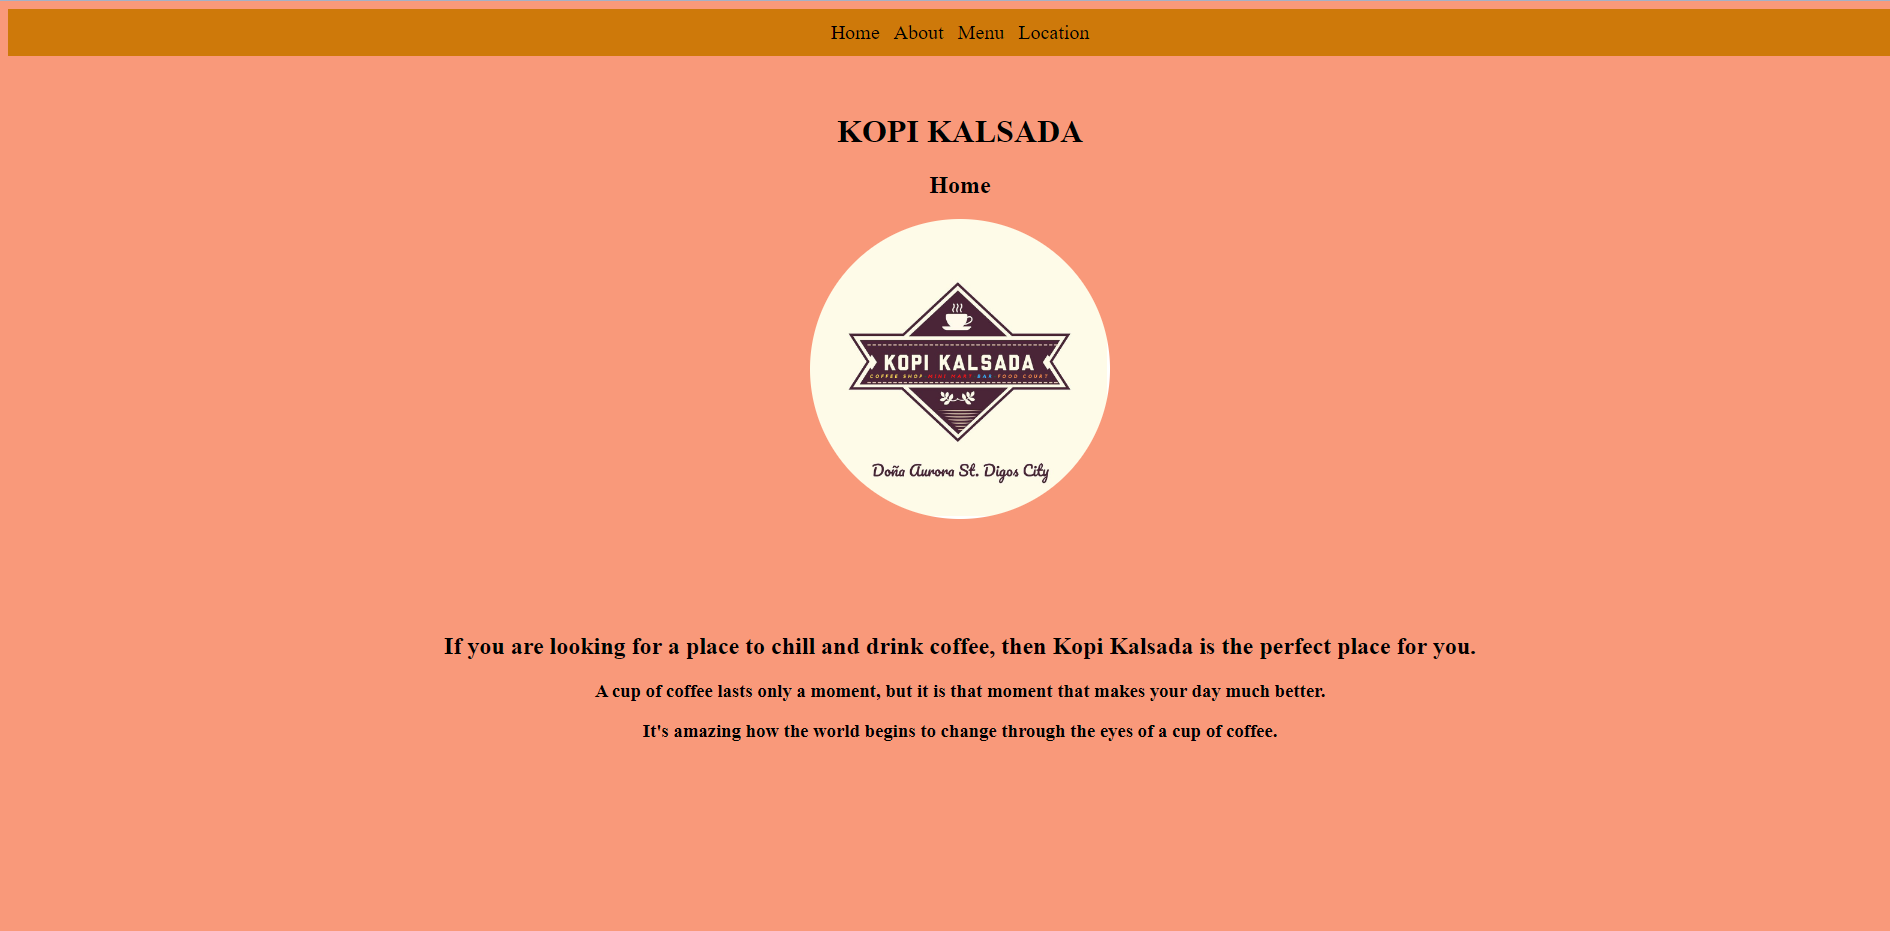 Home About Menu Location
KOPI KALSADA
Home
KOPI KALSADA
COFFEE SHOP MINI MART BAR FOOD COURT
Doña Aurora St. Digos City
If you are looking for a place to chill and drink coffee, then Kopi Kalsada is the perfect place for you.
A cup of coffee lasts only a moment, but it is that moment that makes your day much better.
It's amazing how the world begins to change through the eyes of a cup of coffee.